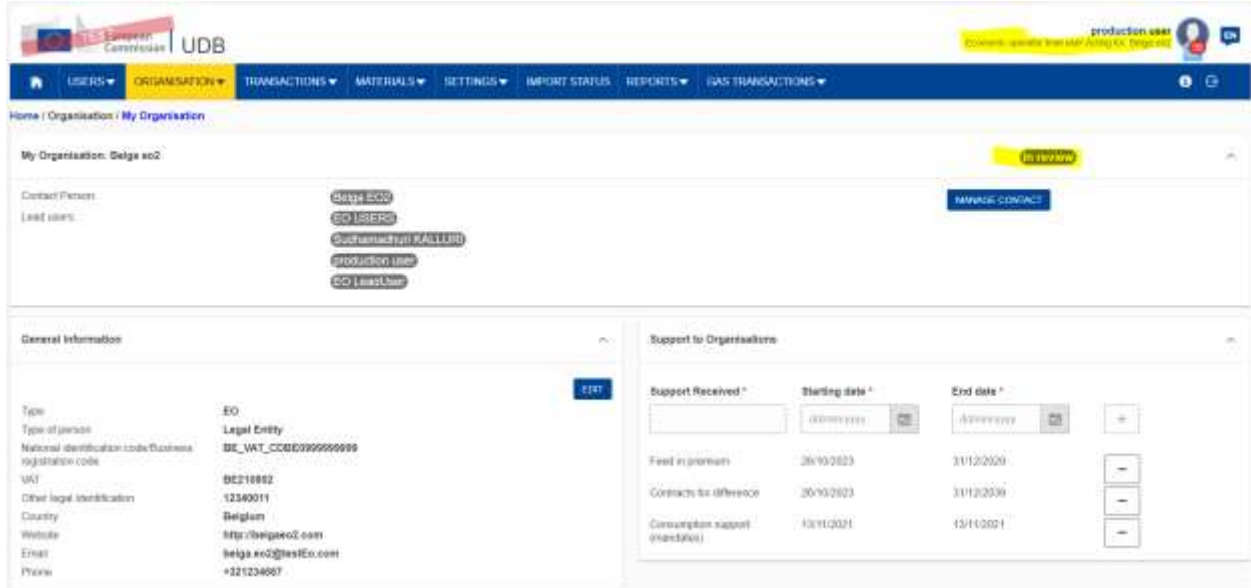 TEST European Commission UDB
production user
Economic operator lead user Acting for: Belga eo2
EN
USERS ORGANISATION TRANSACTIONS MATERIALS SETTINGS IMPORT STATUS REPORTS GAS TRANSACTIONS
Home / Organisation / My Organisation
My Organisation: Belga eo2 In review
Contact Person: Belga EO2 MANAGE CONTACT
Lead users: EO USERS
Sudhamadhuri KALLURI
production user
EO LeadUser
General Information
EDIT
Type EO
Type of person Legal Entity
National identification code/Business registration code BE_VAT_CODE0999999999
VAT BE210802
Other legal identification 12340011
Country Belgium
Website http://belgaeo2.com
Email belga.eo2@testEo.com
Phone +321234667
Support to Organisations
Support Received * Starting date * End date *
dd/mm/yyyy dd/mm/yyyy +
Feed in premium 20/10/2023 31/12/2029 −
Contracts for difference 20/10/2023 31/12/2039 −
Consumption support (mandates) 13/11/2021 13/11/2021 −